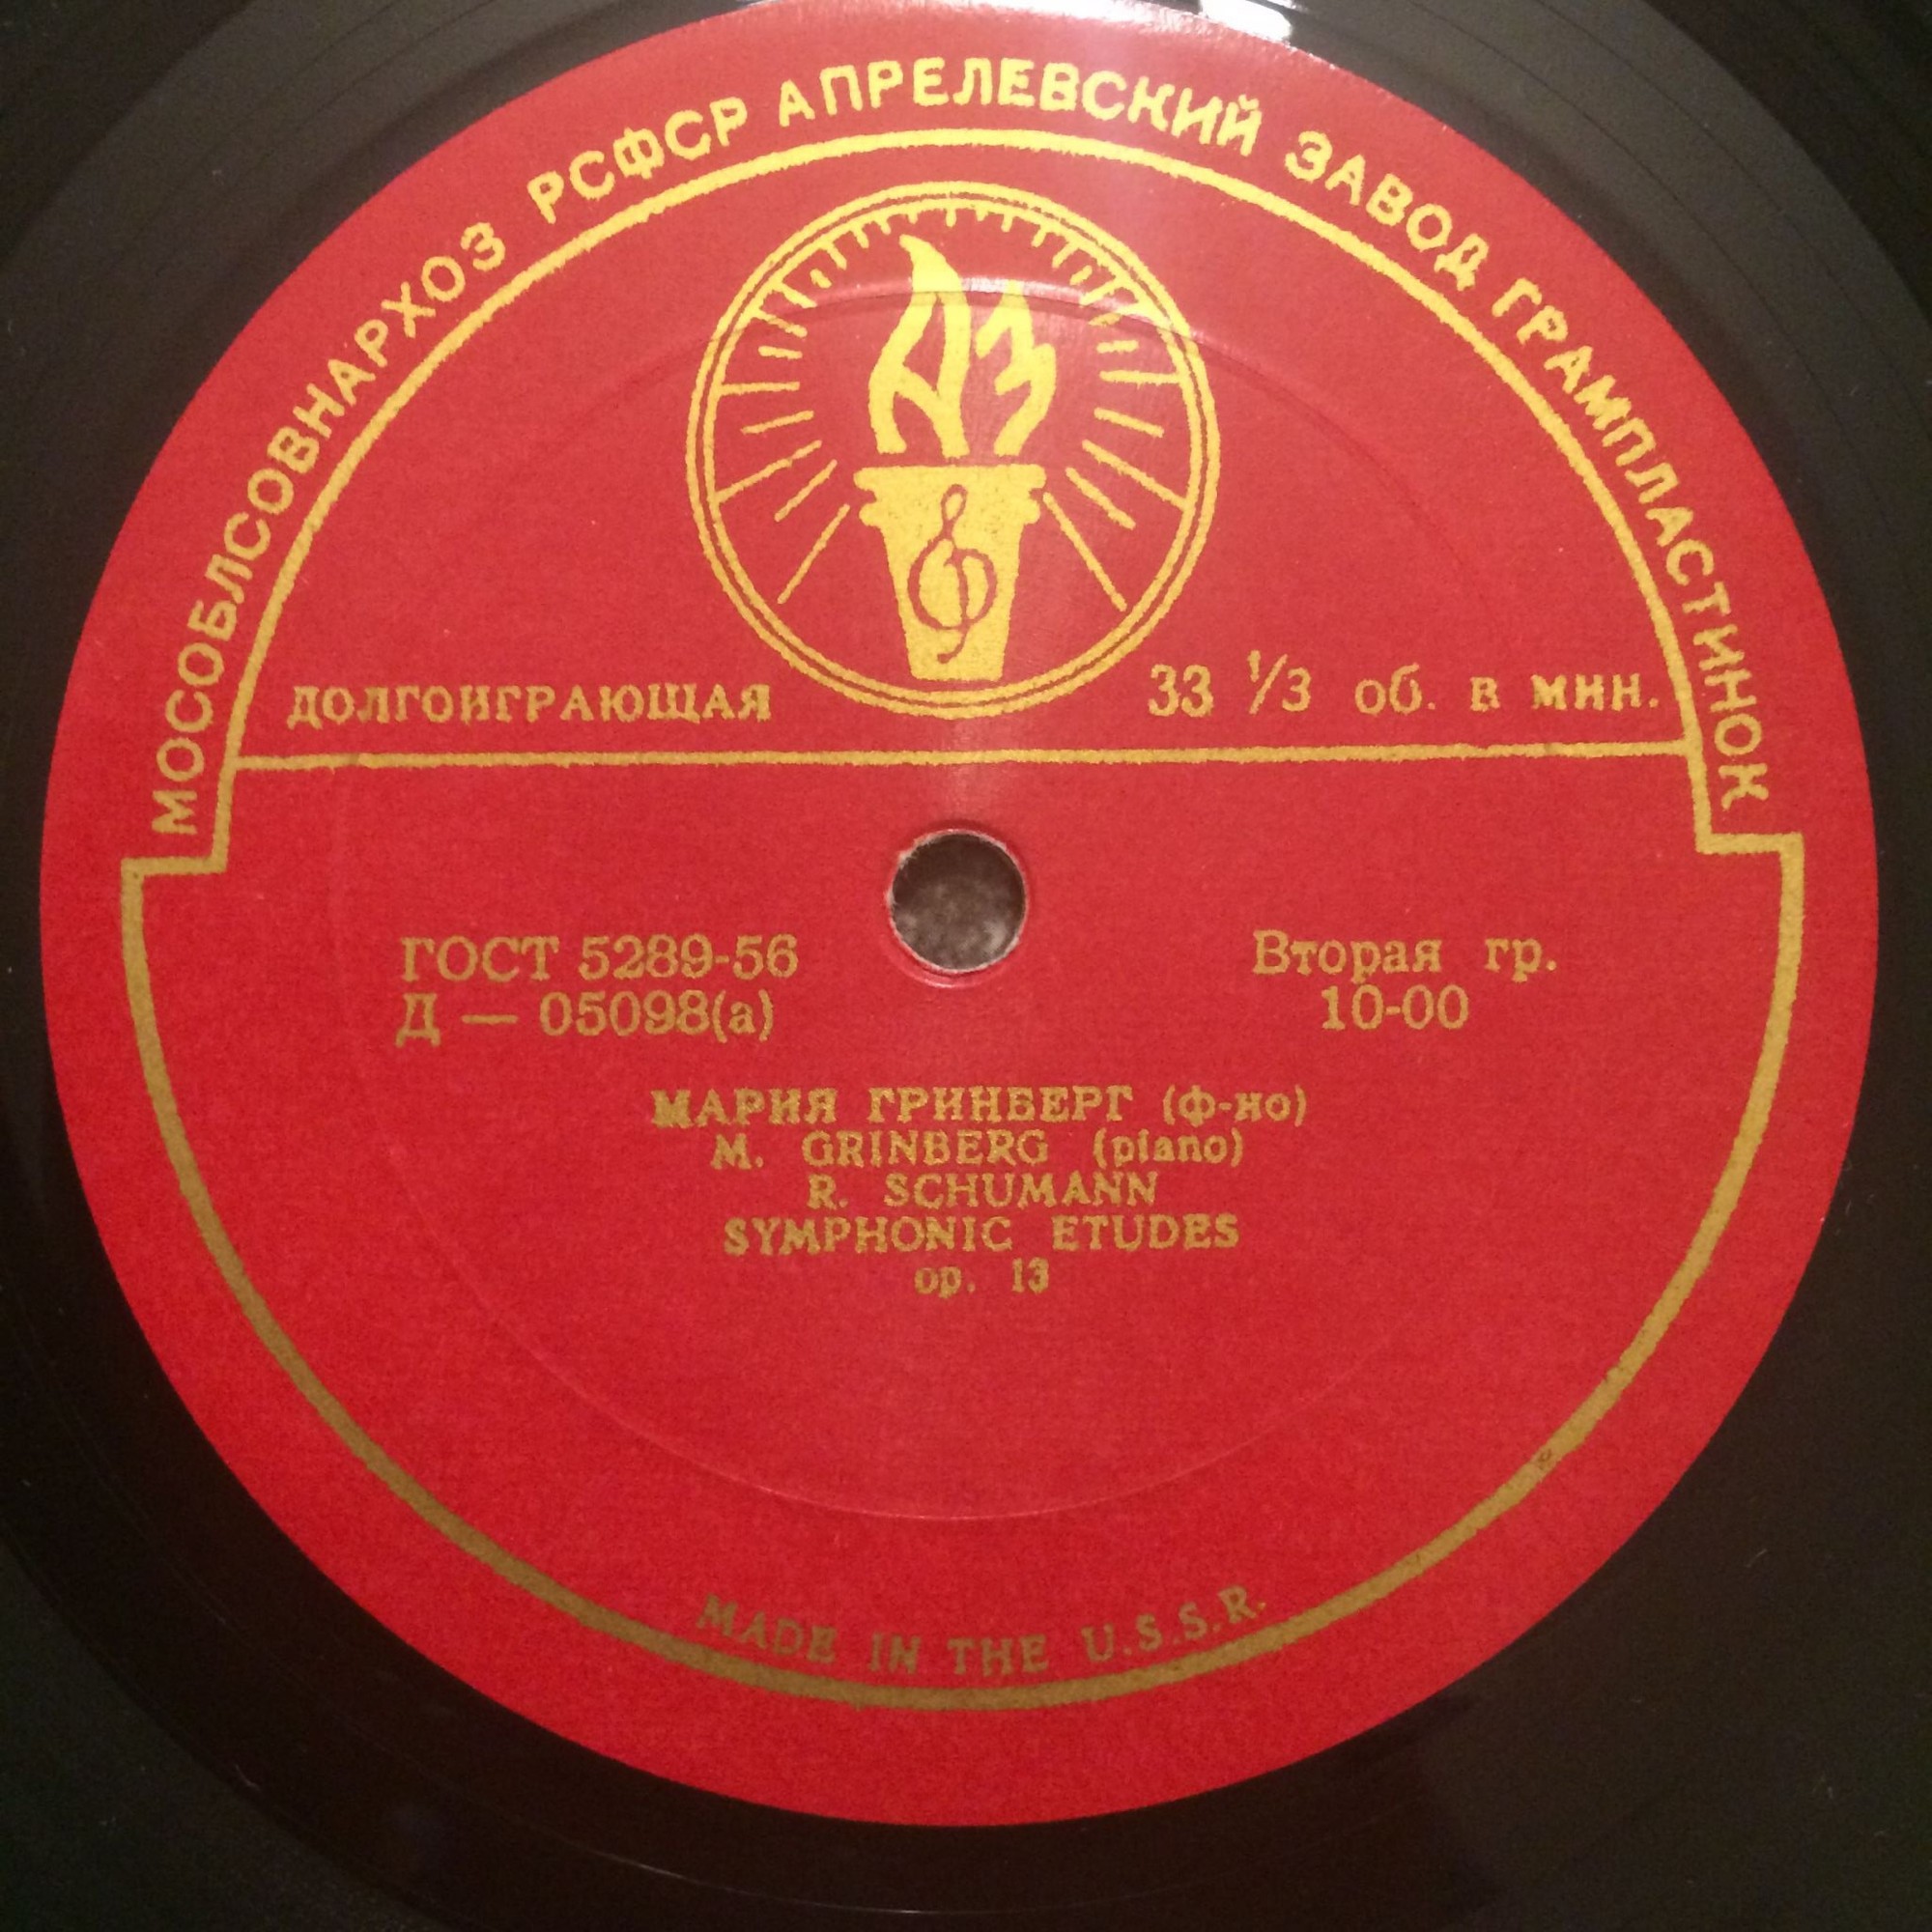 МОСОБЛСОВНАРХОЗ РСФСР АПРЕЛЕВСКИЙ ЗАВОД ГРАМПЛАСТИНОК
АЗ
ДОЛГОИГРАЮЩАЯ 33 1/3 об. в мин.
ГОСТ 5289-56
Д — 05098(а)
Вторая гр.
10-00
МАРИЯ ГРИНБЕРГ (ф-но)
M. GRINBERG (piano)
R. SCHUMANN
SYMPHONIC ETUDES
op. 13
MADE IN THE U.S.S.R.